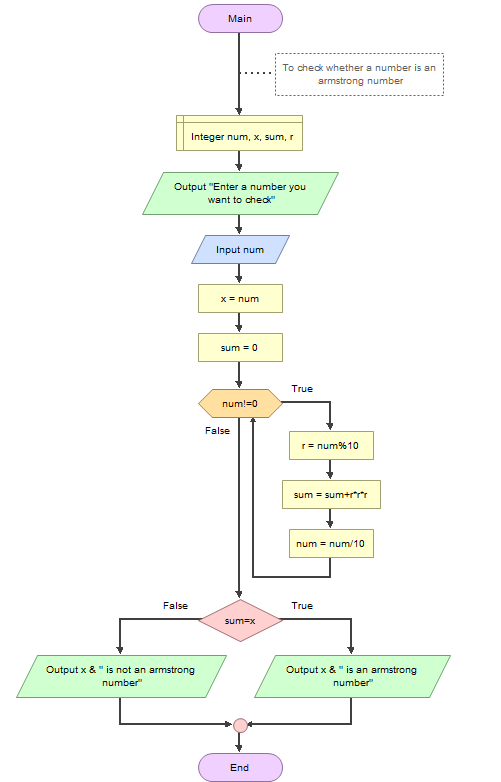 Main
To check whether a number is an
armstrong number
Integer num, x, sum, r
Output "Enter a number you
want to check"
Input num
x = num
sum = 0
num!=0
True
False
r = num%10
sum = sum+r*r*r
num = num/10
False
True
sum=x
Output x & " is not an armstrong
number"
Output x & " is an armstrong
number"
End